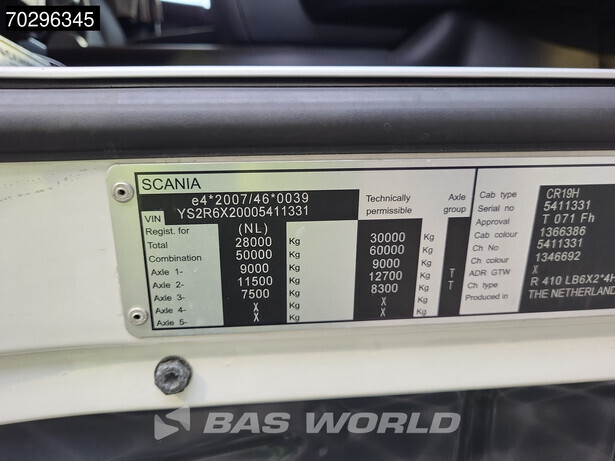 70296345
SCANIA
e4*2007/46*0039
VIN YS2R6X20005411331
Technically permissible
Axle group
Regist. for (NL)
Total 28000 Kg 30000 Kg
Combination 50000 Kg 60000 Kg
Axle 1- 9000 Kg 9000 Kg
Axle 2- 11500 Kg 12700 Kg T
Axle 3- 7500 Kg 8300 Kg T
Axle 4- X Kg X Kg
Axle 5- X Kg X Kg
Cab type CR19H
Serial no 5411331
Approval T 071 Fh
Cab colour 1366386
Ch No 5411331
Ch colour 1346692
ADR GTW X
Ch type R 410 LB6X2*4H
Produced in THE NETHERLAND
BAS WORLD